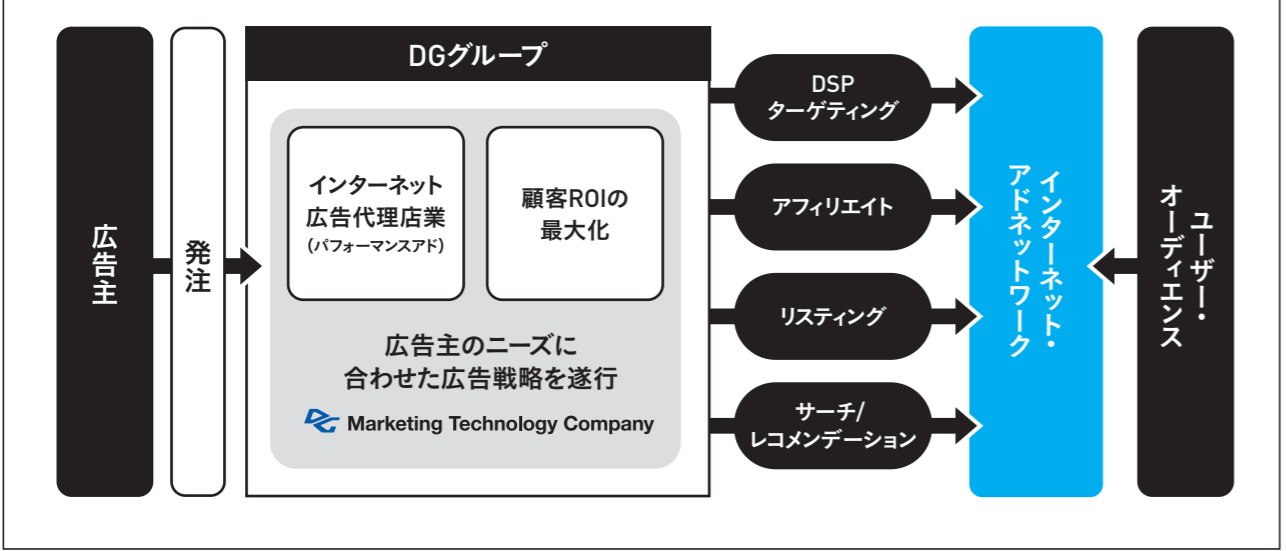 広告主
発注
DGグループ
インターネット
広告代理店業
(パフォーマンスアド)
顧客ROIの
最大化
広告主のニーズに
合わせた広告戦略を遂行
DG Marketing Technology Company
DSP
ターゲティング
アフィリエイト
リスティング
サーチ/
レコメンデーション
インターネット・
アドネットワーク
ユーザー・
オーディエンス